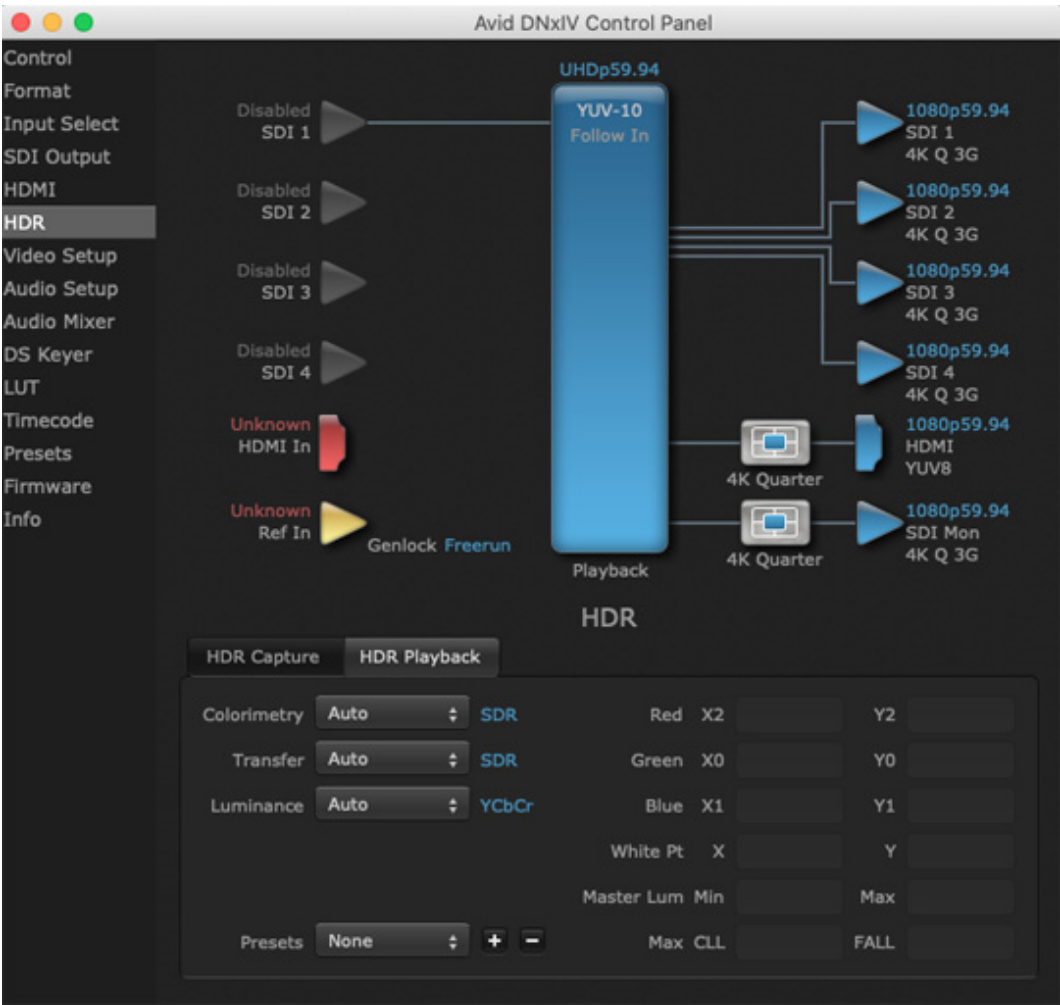 Avid DNxIV Control Panel
Control
Format
Input Select
SDI Output
HDMI
HDR
Video Setup
Audio Setup
Audio Mixer
DS Keyer
LUT
Timecode
Presets
Firmware
Info
UHDp59.94
YUV-10
Follow In
Disabled
SDI 1
Disabled
SDI 2
Disabled
SDI 3
Disabled
SDI 4
Unknown
HDMI In
Unknown
Ref In
Genlock Freerun
Playback
4K Quarter
4K Quarter
1080p59.94
SDI 1
4K Q 3G
1080p59.94
SDI 2
4K Q 3G
1080p59.94
SDI 3
4K Q 3G
1080p59.94
SDI 4
4K Q 3G
1080p59.94
HDMI
YUV8
1080p59.94
SDI Mon
4K Q 3G
HDR
HDR Capture HDR Playback
Colorimetry Auto SDR Red X2 Y2
Transfer Auto SDR Green X0 Y0
Luminance Auto YCbCr Blue X1 Y1
White Pt X Y
Master Lum Min Max
Presets None + - Max CLL FALL